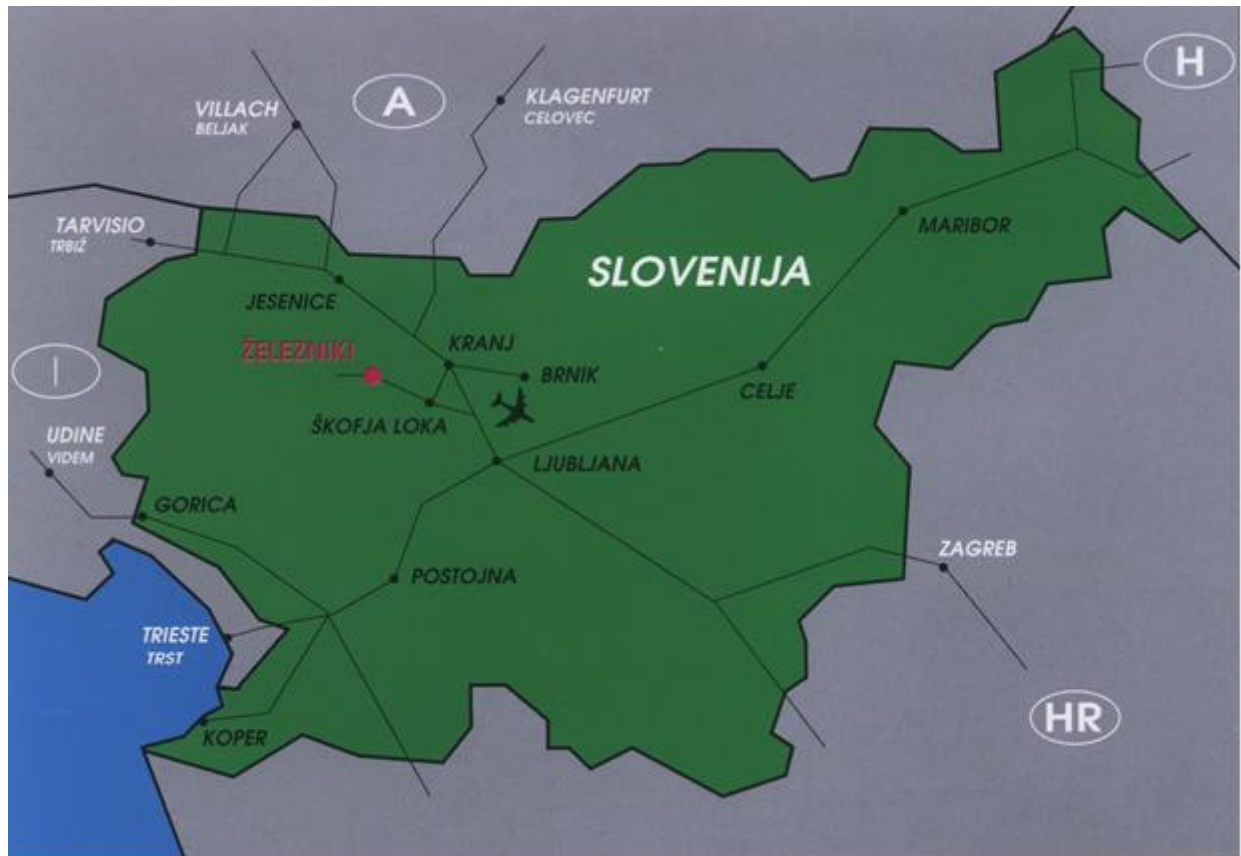 H
A
KLAGENFURT
CELOVEC
VILLACH
BELJAK
TARVISIO
TRBIŽ
MARIBOR
SLOVENIJA
JESENICE
KRANJ
ŽELEZNIKI
I
BRNIK
CELJE
ŠKOFJA LOKA
UDINE
VIDEM
LJUBLJANA
GORICA
ZAGREB
POSTOJNA
TRIESTE
TRST
HR
KOPER